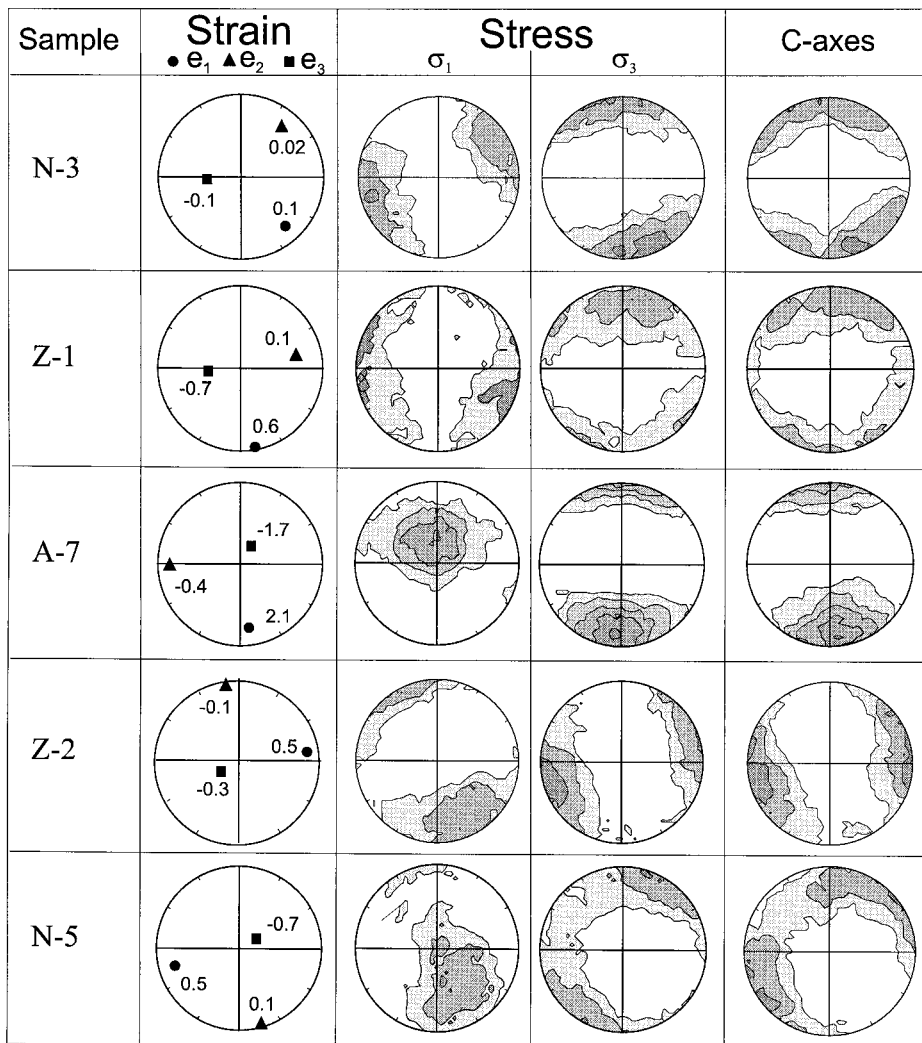 Sample Strain Stress C-axes
● e₁ ▲ e₂ ■ e₃ σ₁ σ₃
N-3
0.02
-0.1
0.1
Z-1
0.1
-0.7
0.6
A-7
-1.7
-0.4
2.1
Z-2
-0.1
0.5
-0.3
N-5
-0.7
0.5
0.1